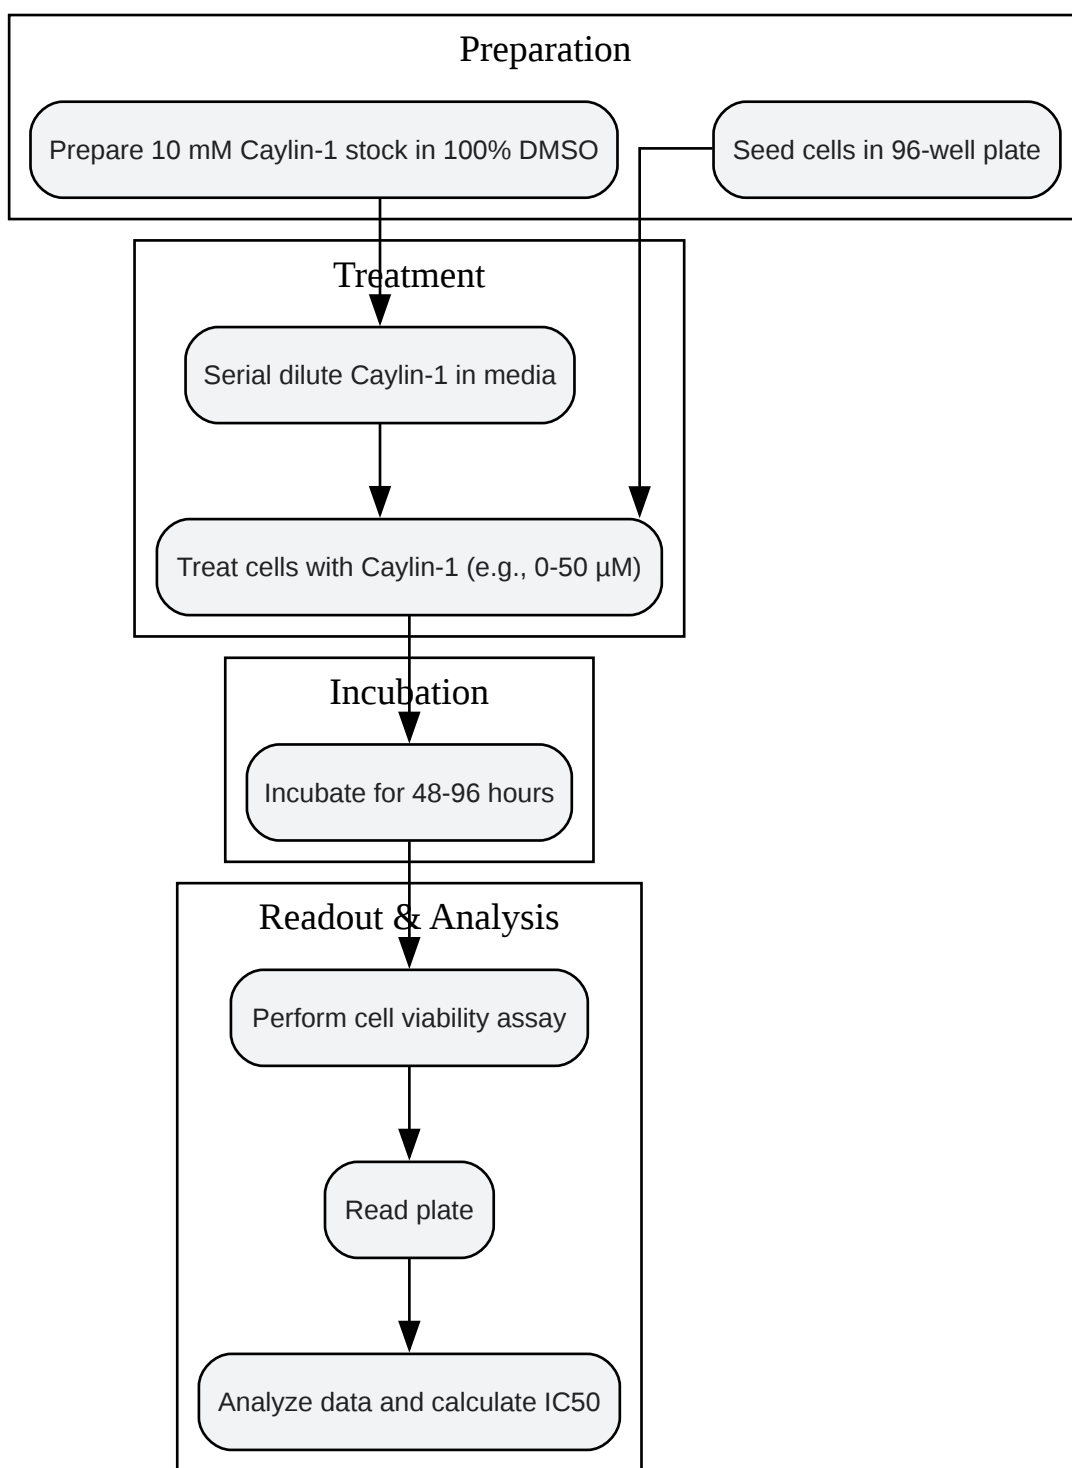 Preparation
Prepare 10 mM Caylin-1 stock in 100% DMSO
Seed cells in 96-well plate
Treatment
Serial dilute Caylin-1 in media
Treat cells with Caylin-1 (e.g., 0-50 µM)
Incubation
Incubate for 48-96 hours
Readout & Analysis
Perform cell viability assay
Read plate
Analyze data and calculate IC50